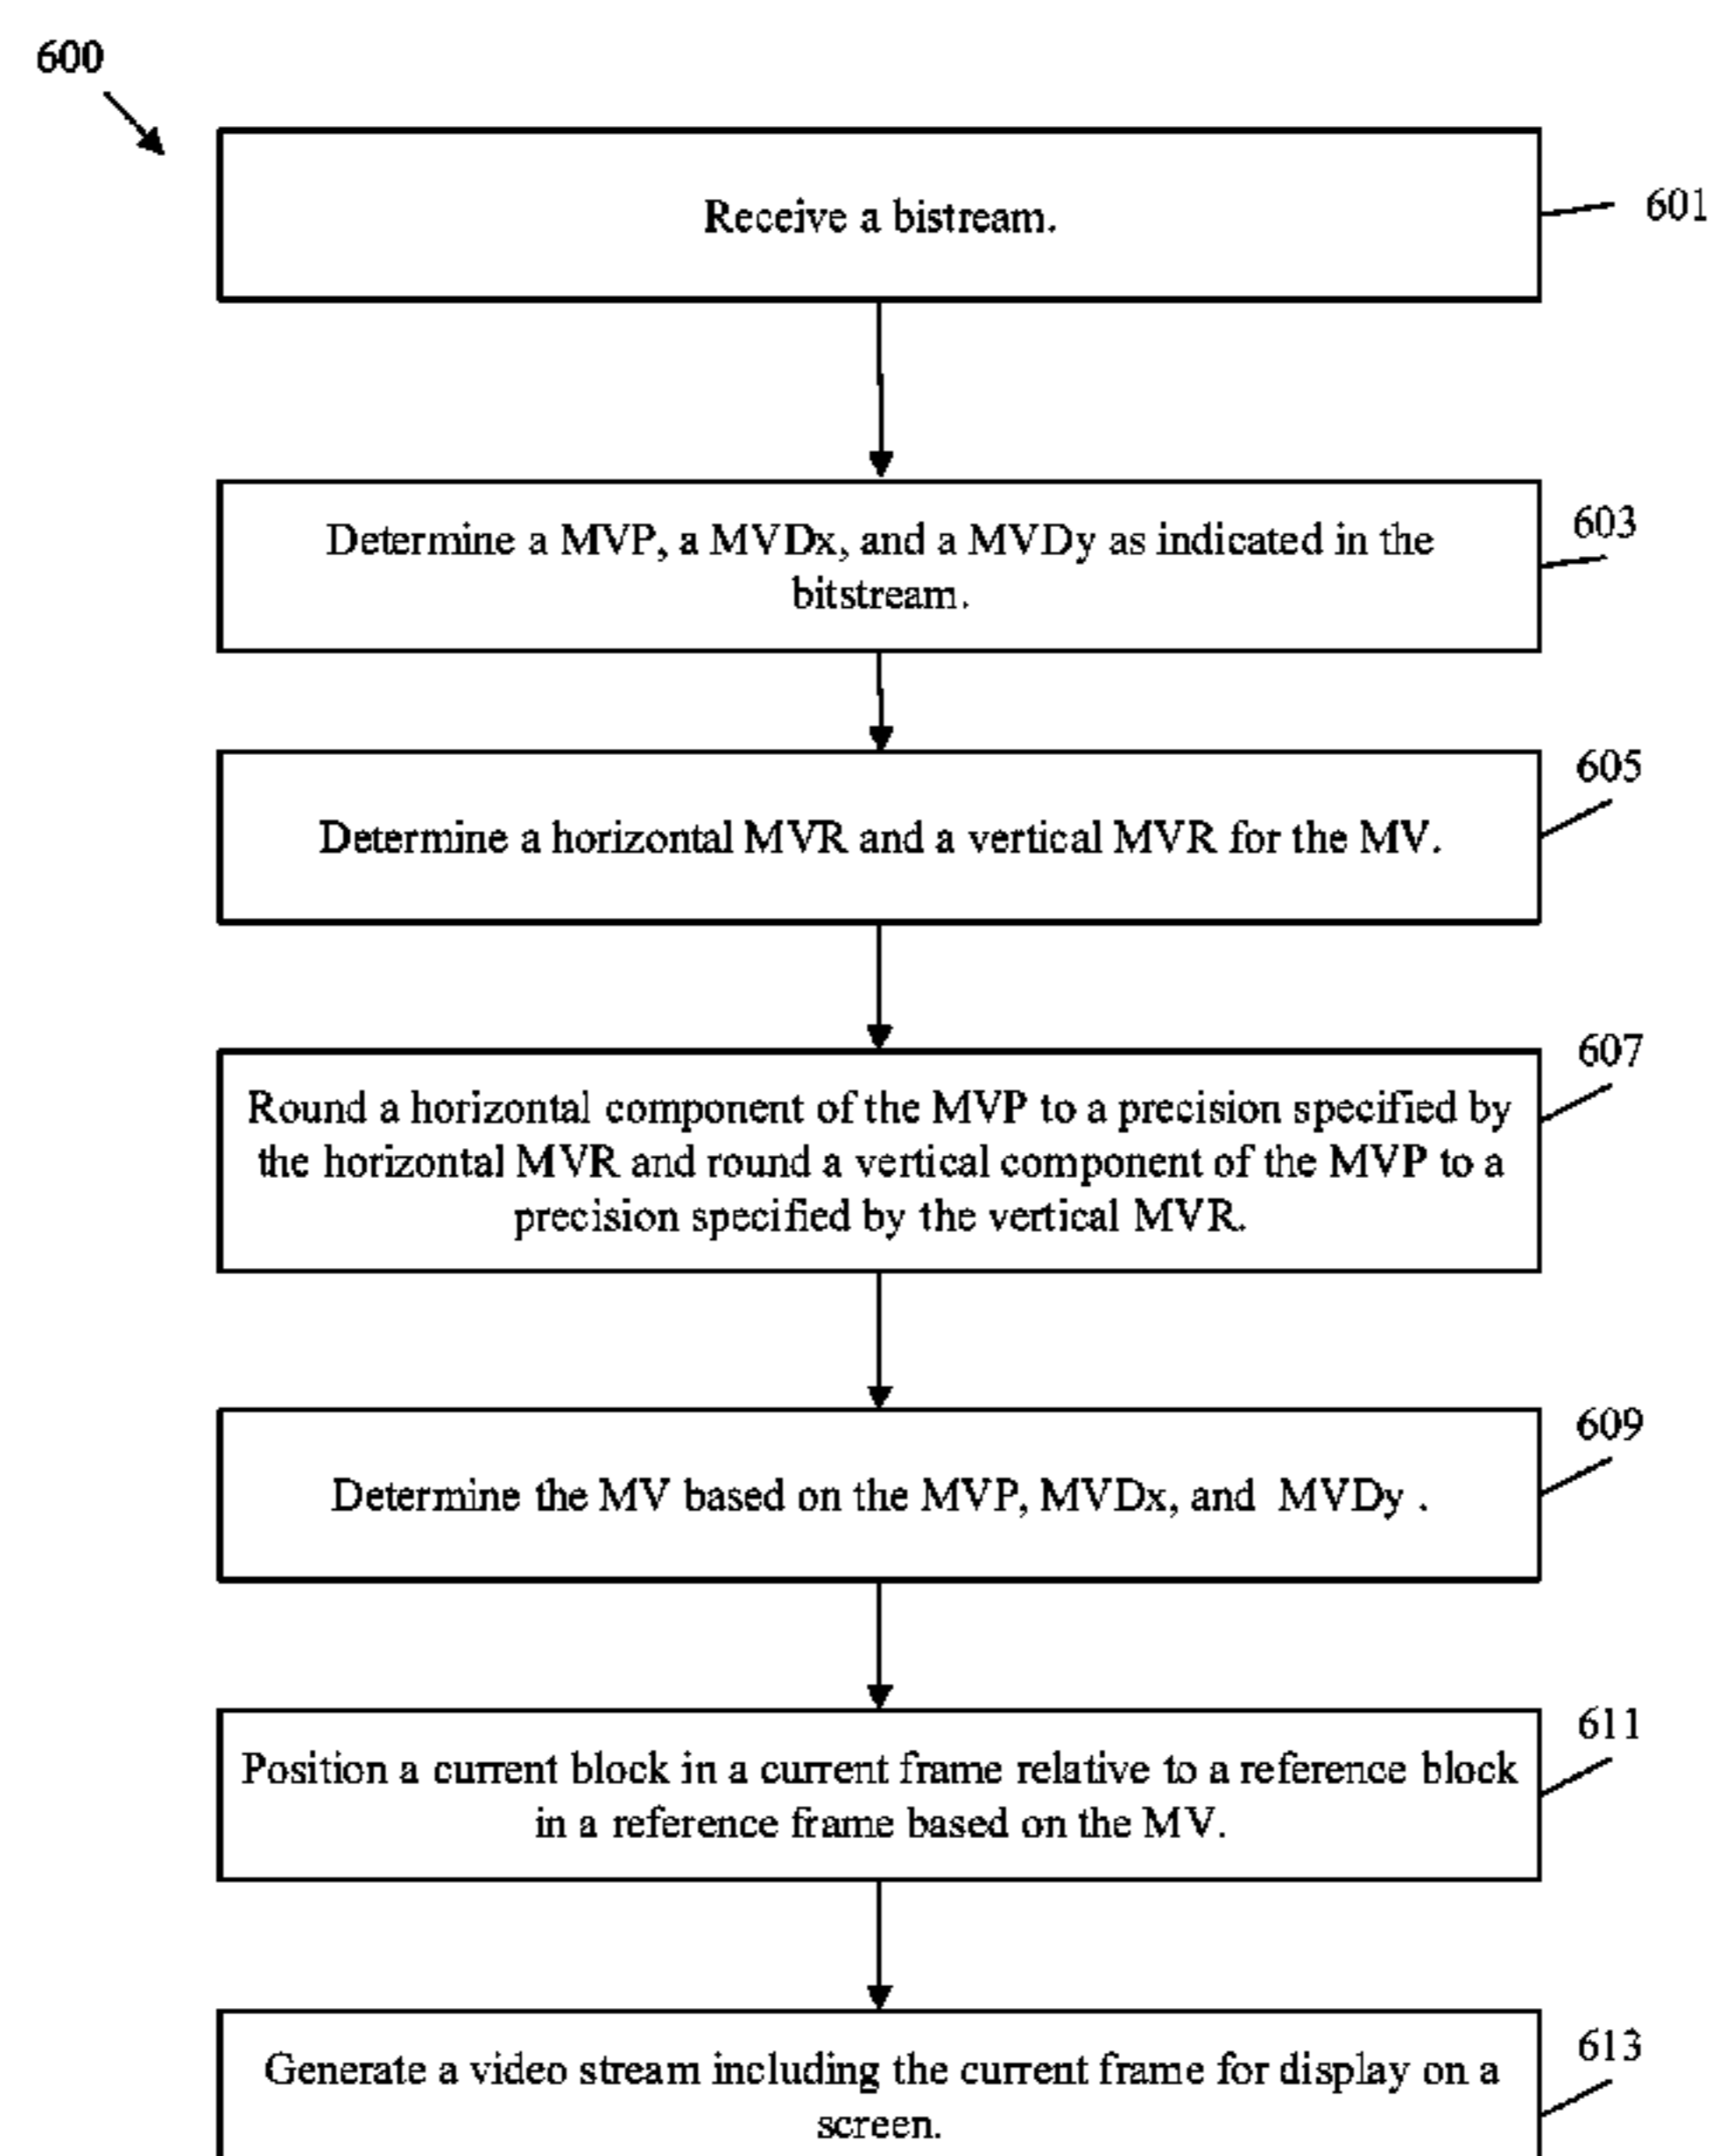 600
Receive a bistream.
601
Determine a MVP, a MVDx, and a MVDy as indicated in the
bitstream.
603
Determine a horizontal MVR and a vertical MVR for the MV.
605
Round a horizontal component of the MVP to a precision specified by
the horizontal MVR and round a vertical component of the MVP to a
precision specified by the vertical MVR.
607
Determine the MV based on the MVP, MVDx, and MVDy .
609
Position a current block in a current frame relative to a reference block
in a reference frame based on the MV.
611
Generate a video stream including the current frame for display on a
screen.
613